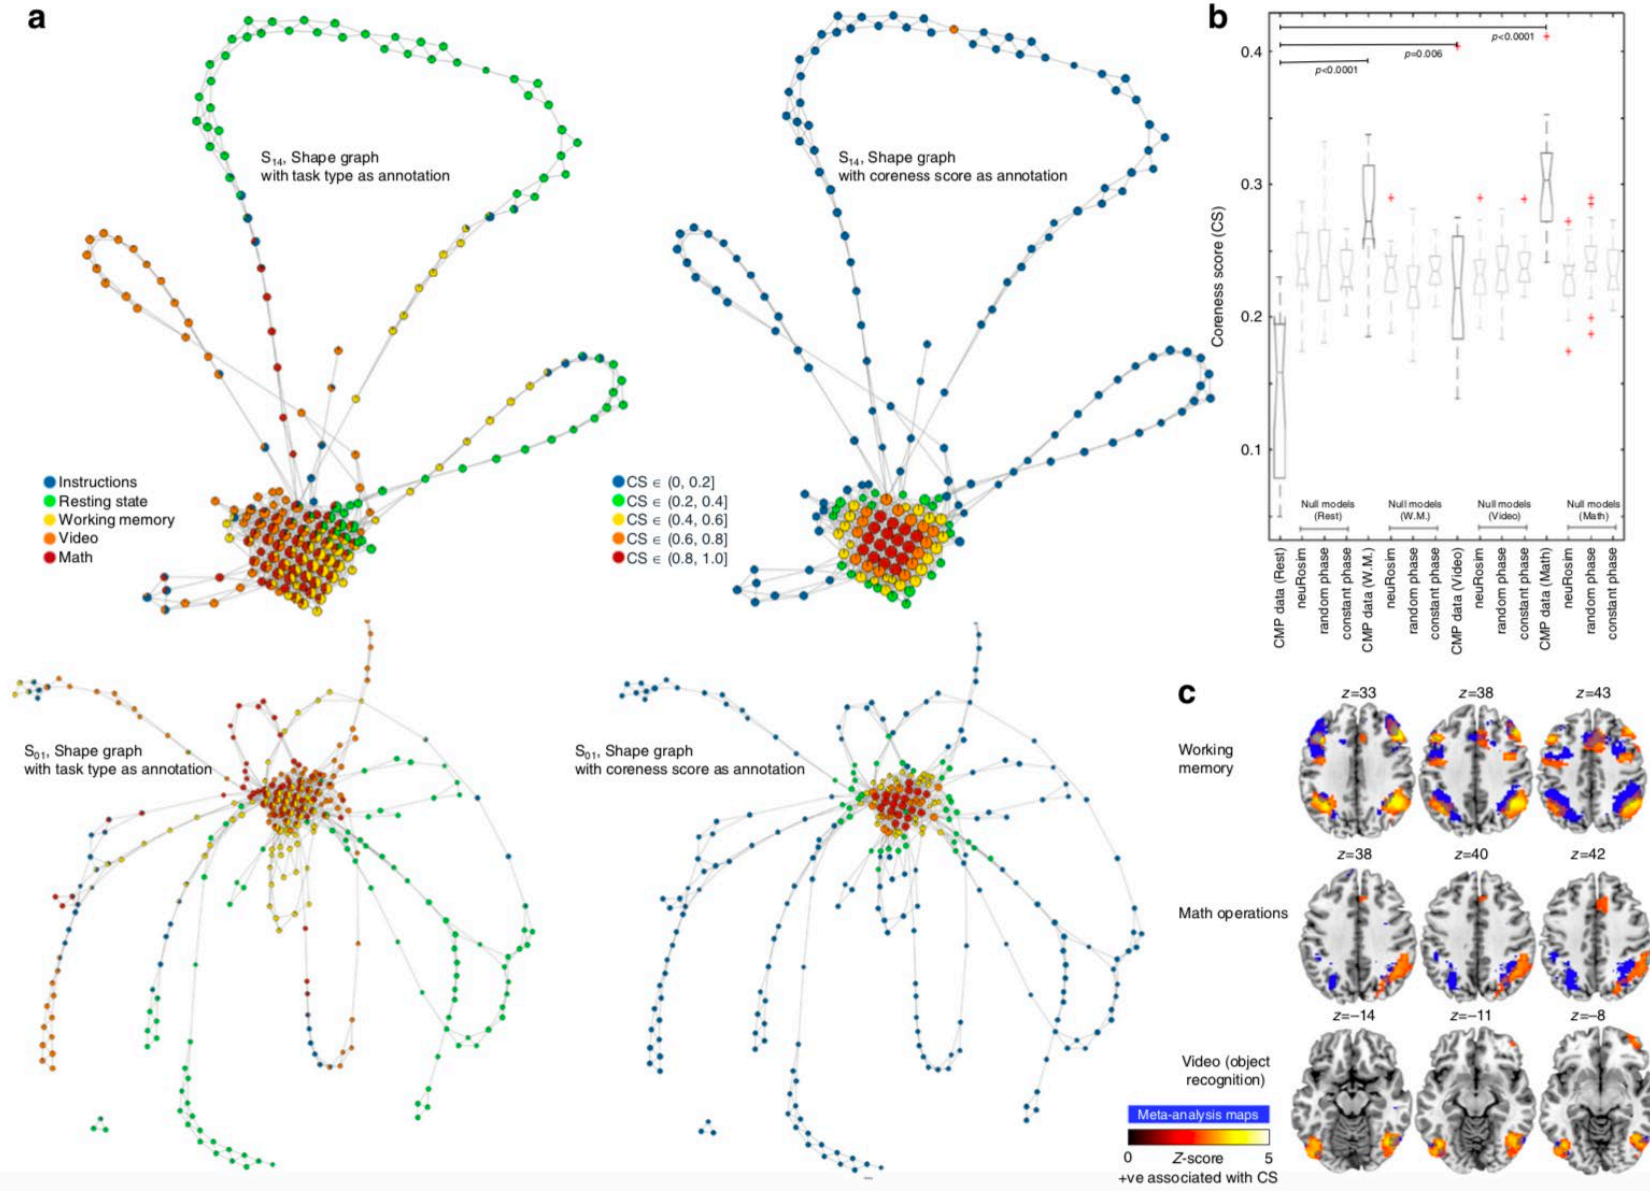 a
S14, Shape graph
with task type as annotation
Instructions
Resting state
Working memory
Video
Math
S14, Shape graph
with coreness score as annotation
CS ∈ (0, 0.2]
CS ∈ (0.2, 0.4]
CS ∈ (0.4, 0.6]
CS ∈ (0.6, 0.8]
CS ∈ (0.8, 1.0]
S01, Shape graph
with task type as annotation
S01, Shape graph
with coreness score as annotation
b
Coreness score (CS)
0.4
0.3
0.2
0.1
p<0.0001
p=0.006
p<0.0001
Null models
(Rest)
Null models
(W.M.)
Null models
(Video)
Null models
(Math)
CMP data (Rest)
neuRosim
random phase
constant phase
CMP data (W.M.)
neuRosim
random phase
constant phase
CMP data (Video)
neuRosim
random phase
constant phase
CMP data (Math)
neuRosim
random phase
constant phase
c
z=33
z=38
z=43
Working
memory
z=38
z=40
z=42
Math operations
z=−14
z=−11
z=−8
Video (object
recognition)
Meta-analysis maps
0 Z-score 5
+ve associated with CS